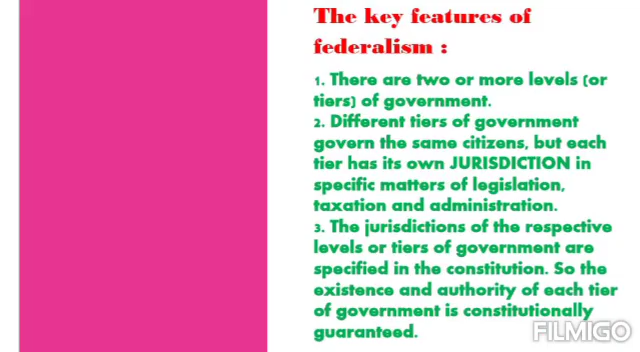 The key features of
federalism :
1. There are two or more levels (or
tiers) of government.
2. Different tiers of government
govern the same citizens, but each
tier has its own JURISDICTION in
specific matters of legislation,
taxation and administration.
3. The jurisdictions of the respective
levels or tiers of government are
specified in the constitution. So the
existence and authority of each tier
of government is constitutionally
guaranteed.
FILMIGO